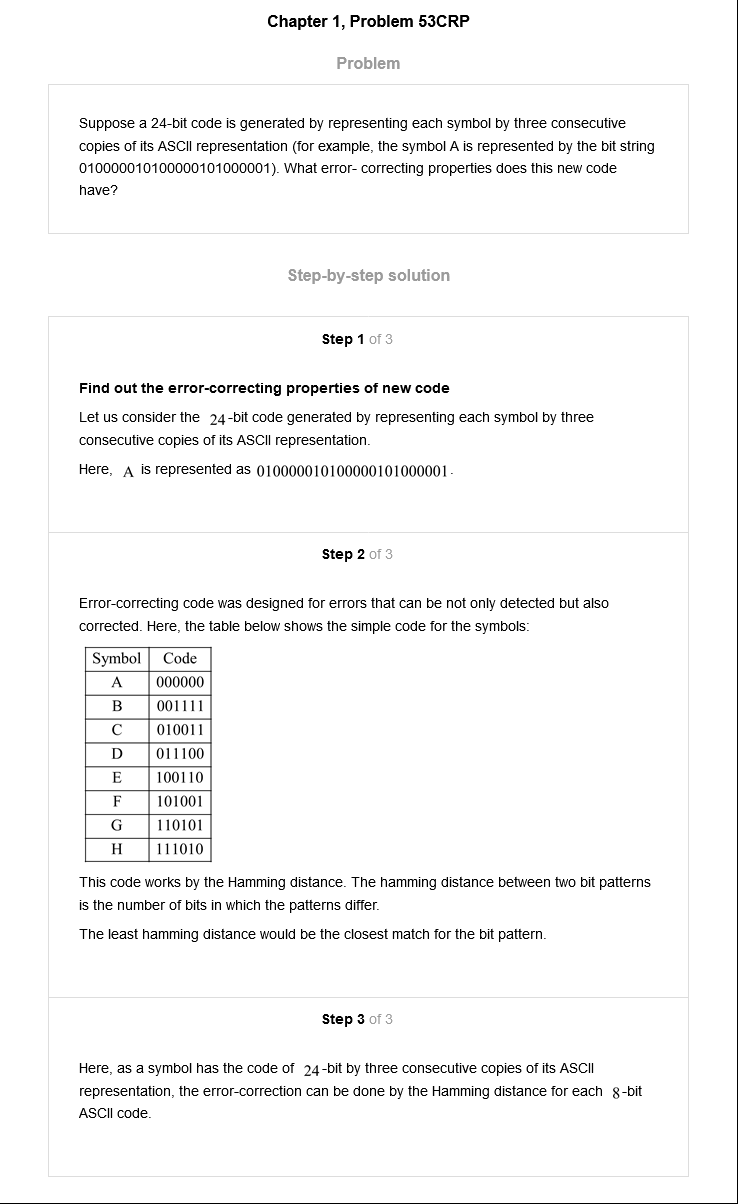 Chapter 1, Problem 53CRP
Problem
Suppose a 24-bit code is generated by representing each symbol by three consecutive
copies of its ASCII representation (for example, the symbol A is represented by the bit string
010000010100000101000001). What error- correcting properties does this new code
have?
Step-by-step solution
Step 1 of 3
Find out the error-correcting properties of new code
Let us consider the 24-bit code generated by representing each symbol by three
consecutive copies of its ASCII representation.
Here, A is represented as 010000010100000101000001.
Step 2 of 3
Error-correcting code was designed for errors that can be not only detected but also
corrected. Here, the table below shows the simple code for the symbols:
Symbol Code
A 000000
B 001111
C 010011
D 011100
E 100110
F 101001
G 110101
H 111010
This code works by the Hamming distance. The hamming distance between two bit patterns
is the number of bits in which the patterns differ.
The least hamming distance would be the closest match for the bit pattern.
Step 3 of 3
Here, as a symbol has the code of 24-bit by three consecutive copies of its ASCII
representation, the error-correction can be done by the Hamming distance for each 8-bit
ASCII code.